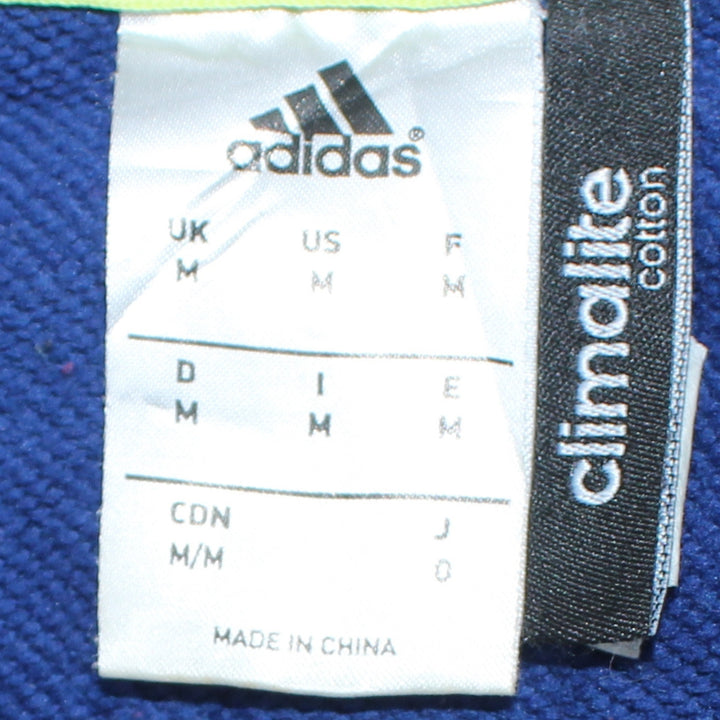 adidas®
UK US F
M M M
D I E
M M M
CDN J
M/M O
MADE IN CHINA
climalite
cotton